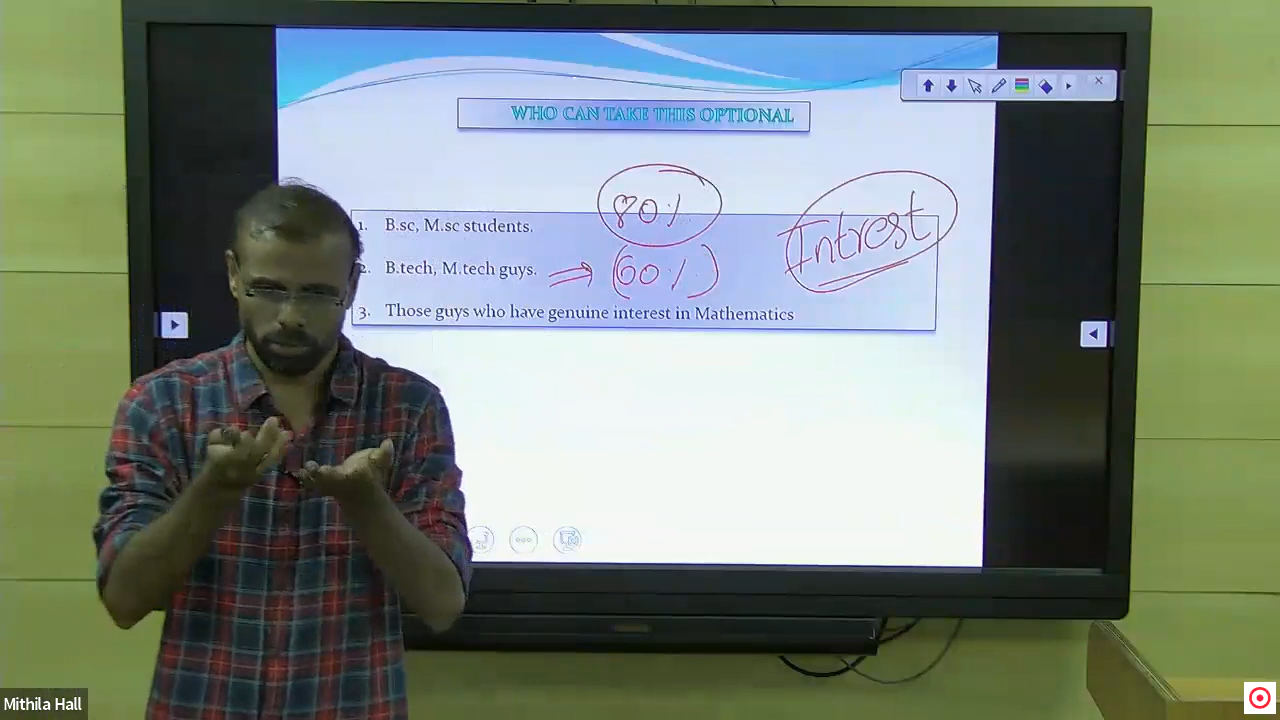 WHO CAN TAKE THIS OPTIONAL
80%
1. B.sc, M.sc students.
Intrest
2. B.tech, M.tech guys. ⇒ (60%)
3. Those guys who have genuine interest in Mathematics
Mithila Hall